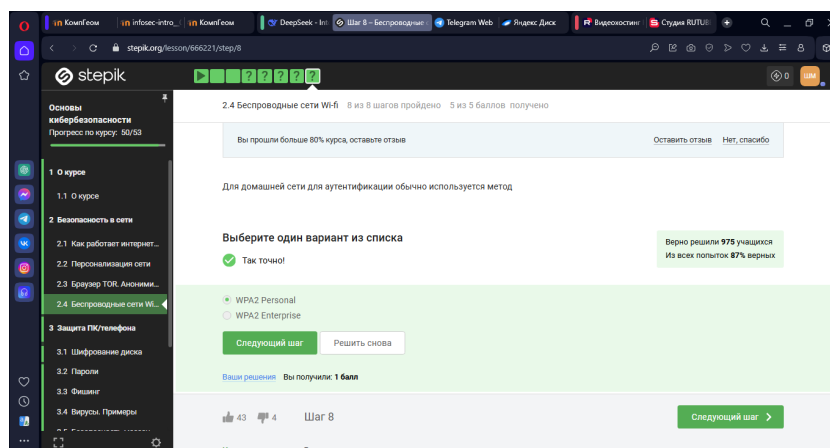 КомпГеом
infosec-intro_
КомпГеом
DeepSeek - Int
Шаг 8 – Беспроводные
Telegram Web
Яндекс Диск
Видеохостинг
Студия RUTUB
stepik.org/lesson/666221/step/8
stepik
0
ШМ
Основы
кибербезопасности
Прогресс по курсу: 50/53
1 О курсе
1.1 О курсе
2 Безопасность в сети
2.1 Как работает интернет...
2.2 Персонализация сети
2.3 Браузер TOR. Аноними...
2.4 Беспроводные сети Wi...
3 Защита ПК/телефона
3.1 Шифрование диска
3.2 Пароли
3.3 Фишинг
3.4 Вирусы. Примеры
2.4 Беспроводные сети Wi-fi 8 из 8 шагов пройдено 5 из 5 баллов получено
Вы прошли больше 80% курса, оставьте отзыв
Оставить отзыв Нет, спасибо
Для домашней сети для аутентификации обычно используется метод
Выберите один вариант из списка
Так точно!
Верно решили 975 учащихся
Из всех попыток 87% верных
WPA2 Personal
WPA2 Enterprise
Следующий шаг Решить снова
Ваши решения Вы получили: 1 балл
43 4 Шаг 8 Следующий шаг